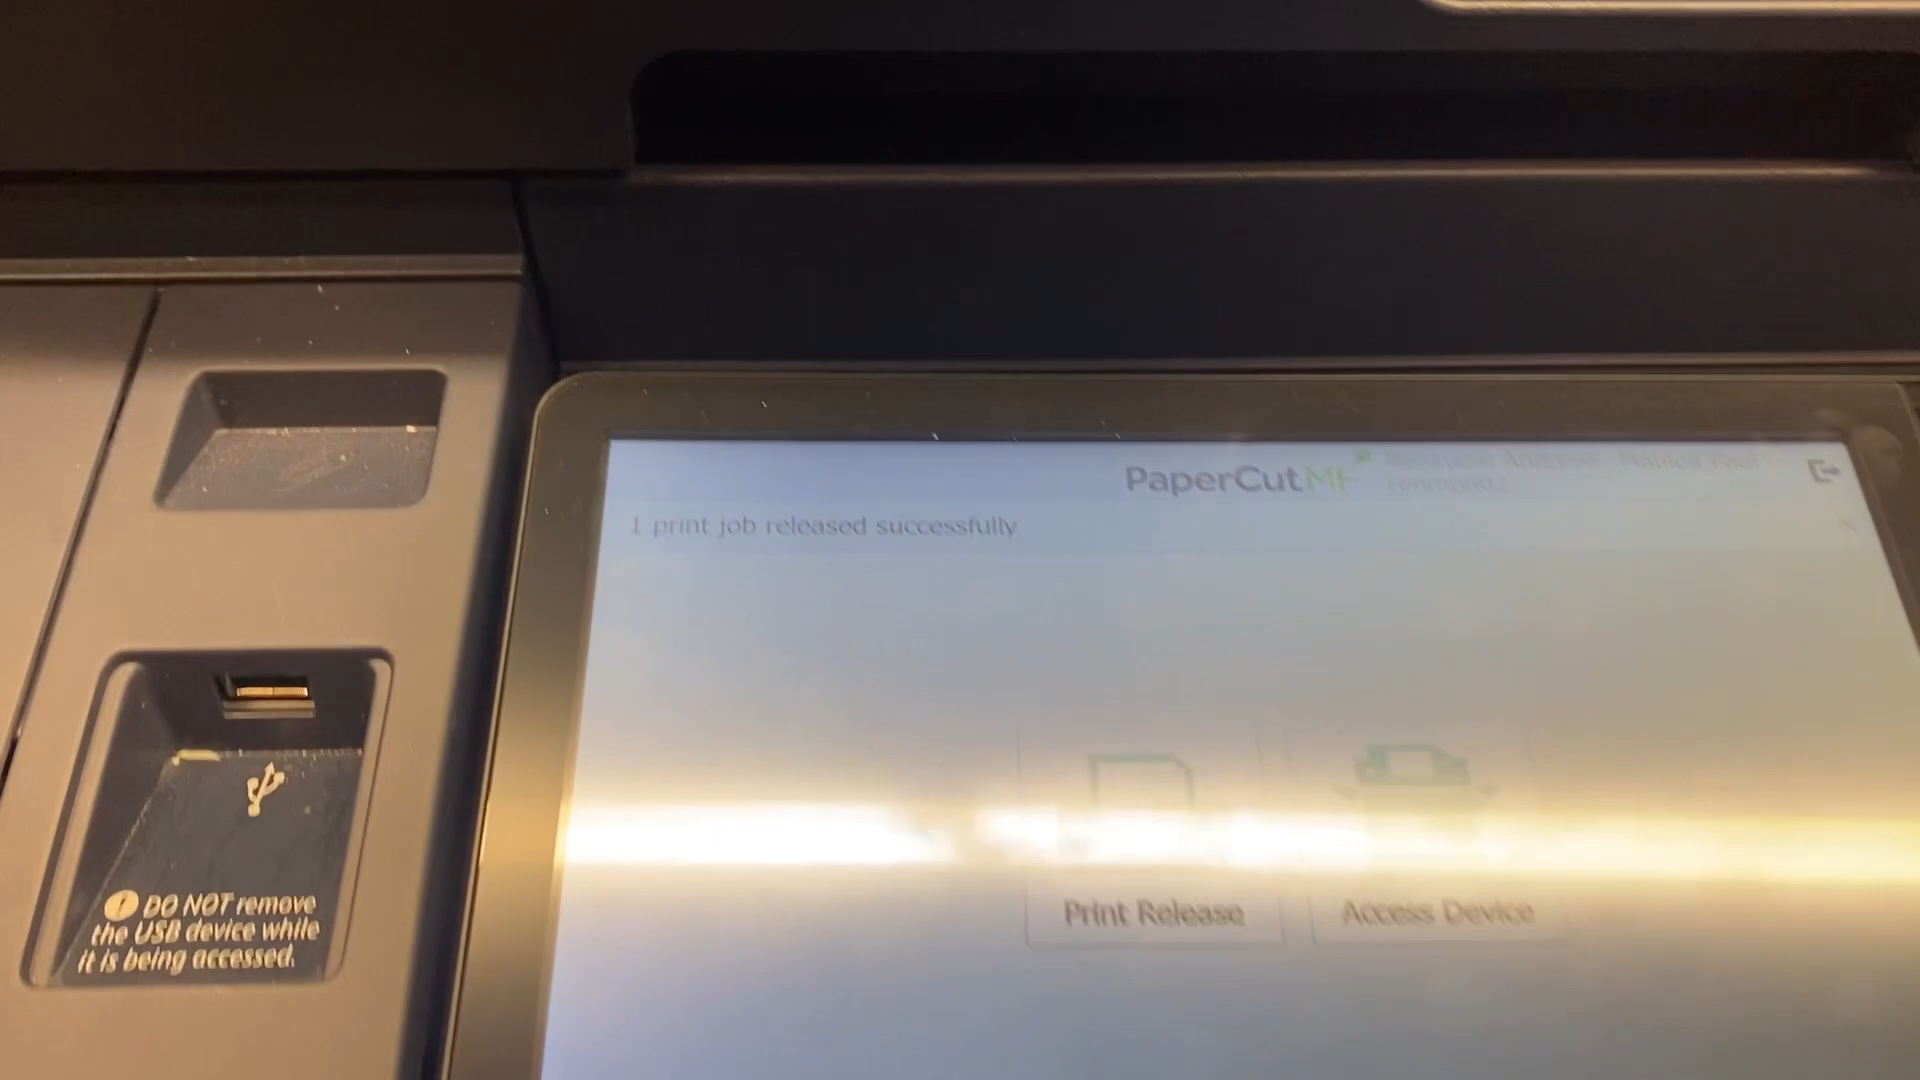 PaperCutMF
1 print job released successfully
Print Release
Access Device
DO NOT remove
the USB device while
it is being accessed.